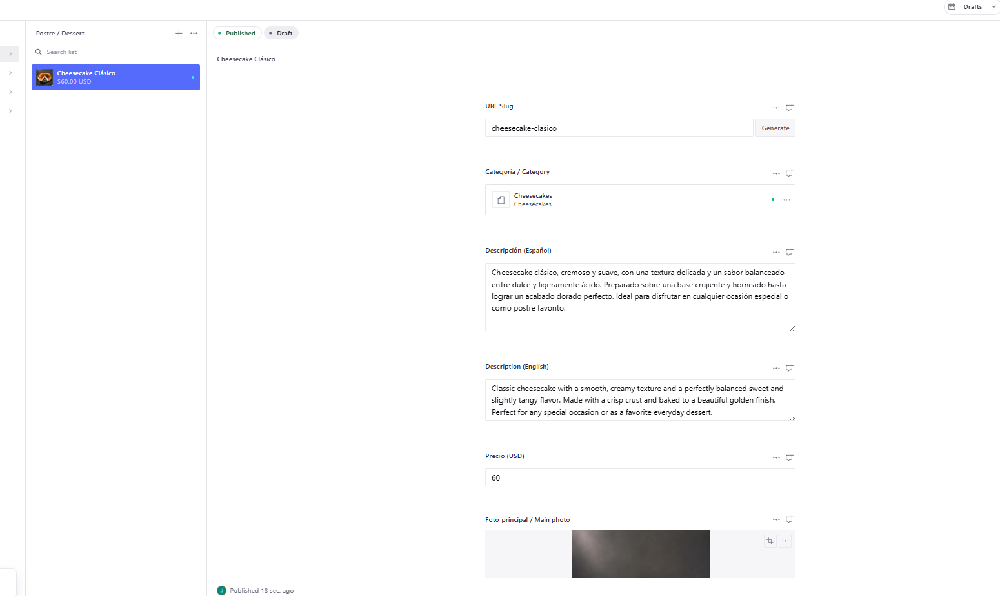 Drafts
Postre / Dessert
Published
Draft
Search list
Cheesecake Clásico
$60.00 USD
Cheesecake Clásico
URL Slug
cheesecake-clasico
Generate
Categoría / Category
Cheesecakes
Cheesecakes
Descripción (Español)
Cheesecake clásico, cremoso y suave, con una textura delicada y un sabor balanceado
entre dulce y ligeramente ácido. Preparado sobre una base crujiente y horneado hasta
lograr un acabado dorado perfecto. Ideal para disfrutar en cualquier ocasión especial o
como postre favorito.
Description (English)
Classic cheesecake with a smooth, creamy texture and a perfectly balanced sweet and
slightly tangy flavor. Made with a crisp crust and baked to a beautiful golden finish.
Perfect for any special occasion or as a favorite everyday dessert.
Precio (USD)
60
Foto principal / Main photo
J
Published 18 sec. ago